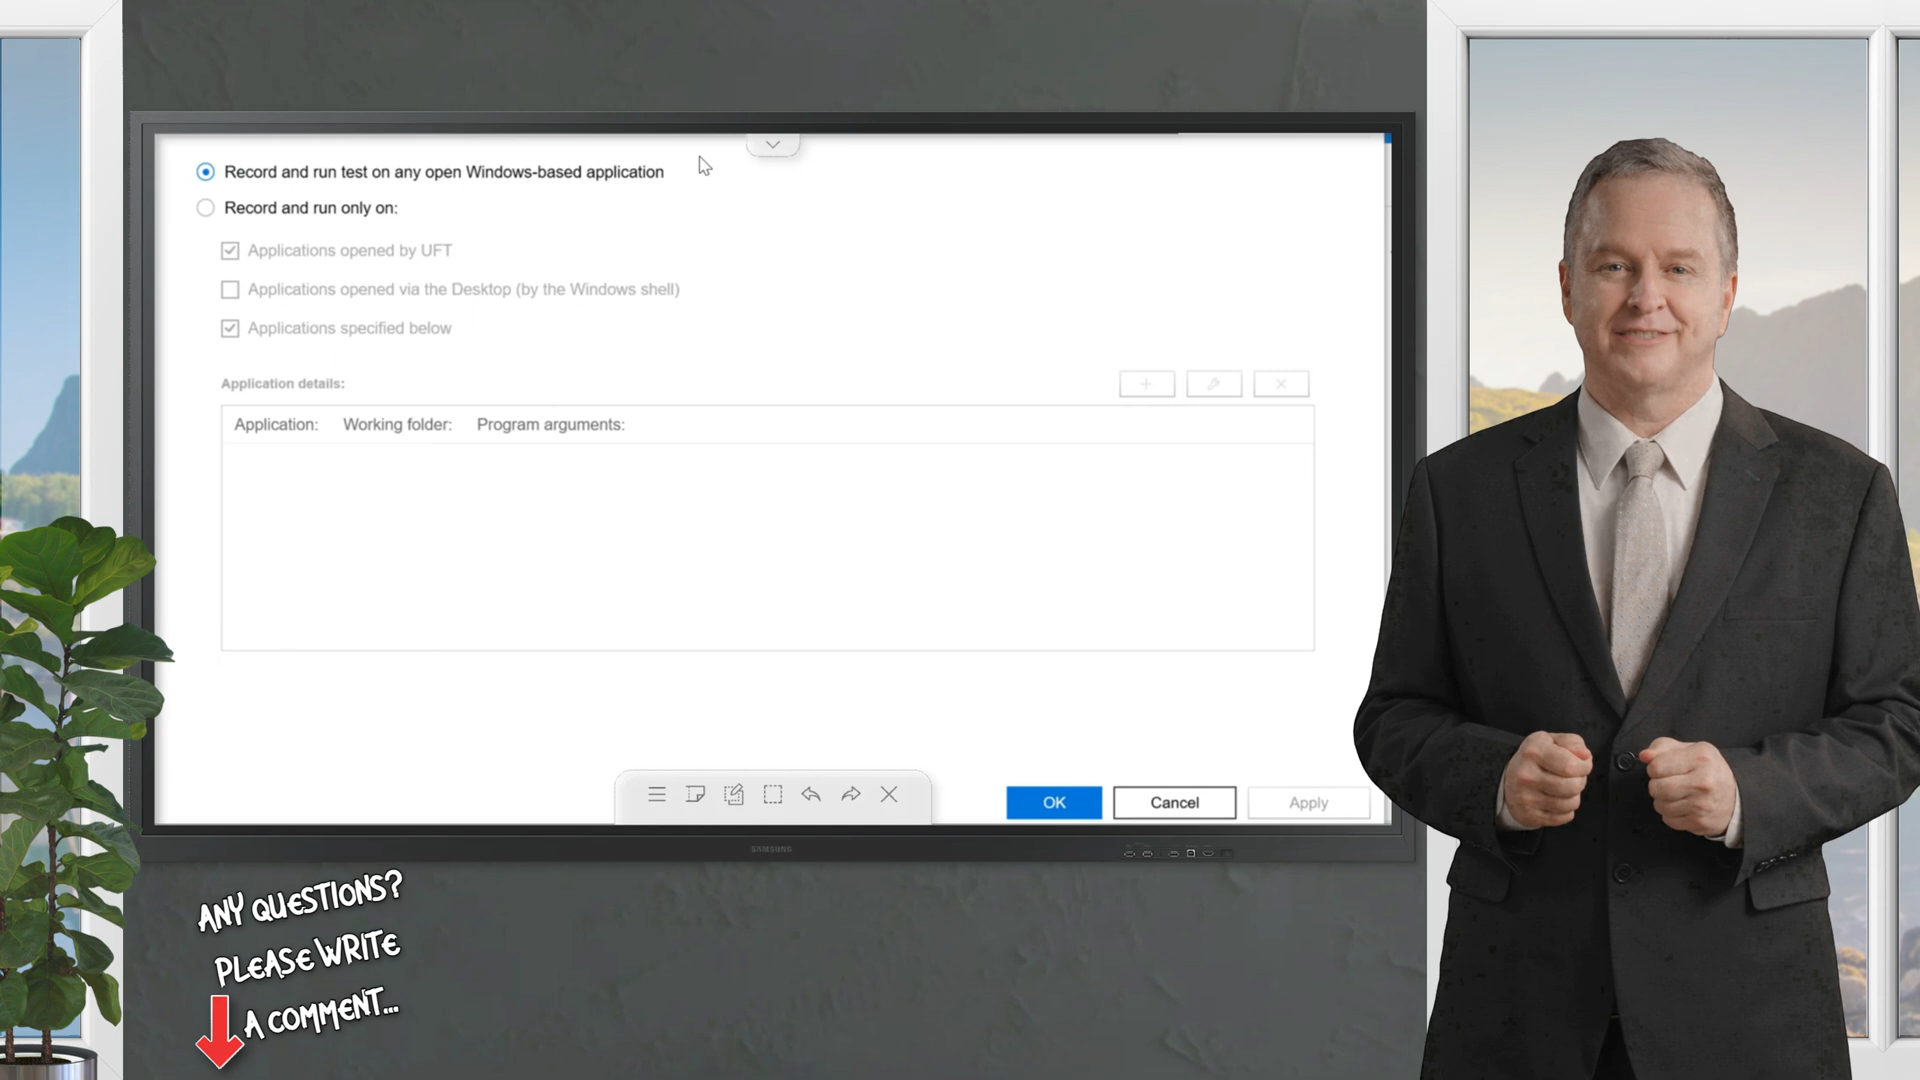 Record and run test on any open Windows-based application
Record and run only on:
Applications opened by UFT
Applications opened via the Desktop (by the Windows shell)
Applications specified below
Application details:
Application: Working folder: Program arguments:
OK Cancel Apply
SAMSUNG
ANY QUESTIONS?
PLEASE WRITE
A COMMENT...